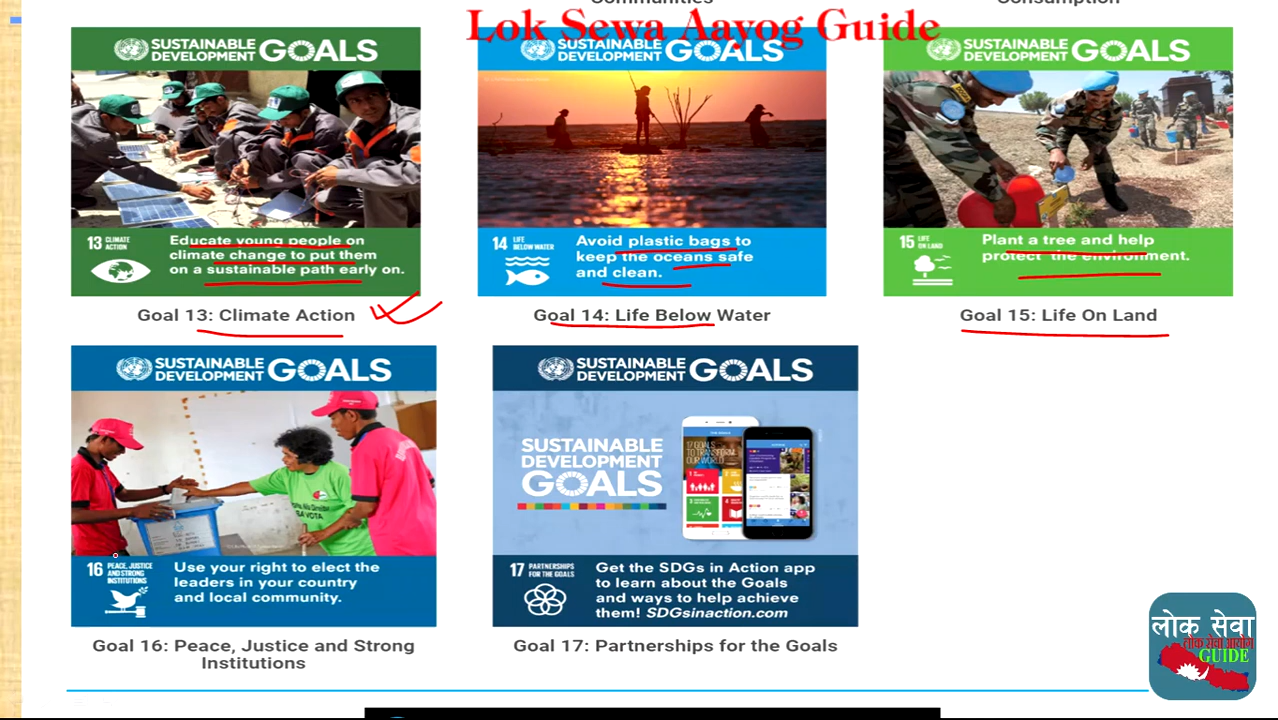 Communities
Consumption
Lok Sewa Aayog Guide
SUSTAINABLE
DEVELOPMENT GOALS
13 CLIMATE
ACTION
Educate young people on
climate change to put them
on a sustainable path early on.
Goal 13: Climate Action
SUSTAINABLE
DEVELOPMENT GOALS
14 LIFE
BELOW WATER
Avoid plastic bags to
keep the oceans safe
and clean.
Goal 14: Life Below Water
SUSTAINABLE
DEVELOPMENT GOALS
15 LIFE
ON LAND
Plant a tree and help
protect the environment.
Goal 15: Life On Land
SUSTAINABLE
DEVELOPMENT GOALS
16 PEACE, JUSTICE
AND STRONG
INSTITUTIONS
Use your right to elect the
leaders in your country
and local community.
Goal 16: Peace, Justice and Strong
Institutions
SUSTAINABLE
DEVELOPMENT GOALS
SUSTAINABLE
DEVELOPMENT
GOALS
17 GOALS
TO TRANSFORM
OUR WORLD
17 PARTNERSHIPS
FOR THE GOALS
Get the SDGs in Action app
to learn about the Goals
and ways to help achieve
them! SDGsinaction.com
Goal 17: Partnerships for the Goals
लोक सेवा
लोक सेवा आयोग
GUIDE